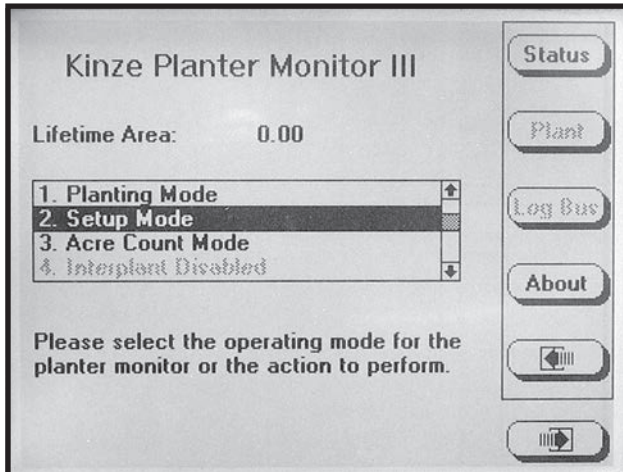 Kinze Planter Monitor III
Lifetime Area: 0.00
1. Planting Mode
2. Setup Mode
3. Acre Count Mode
4. Interplant Disabled
Please select the operating mode for the
planter monitor or the action to perform.
Status
Plant
Log Bus
About